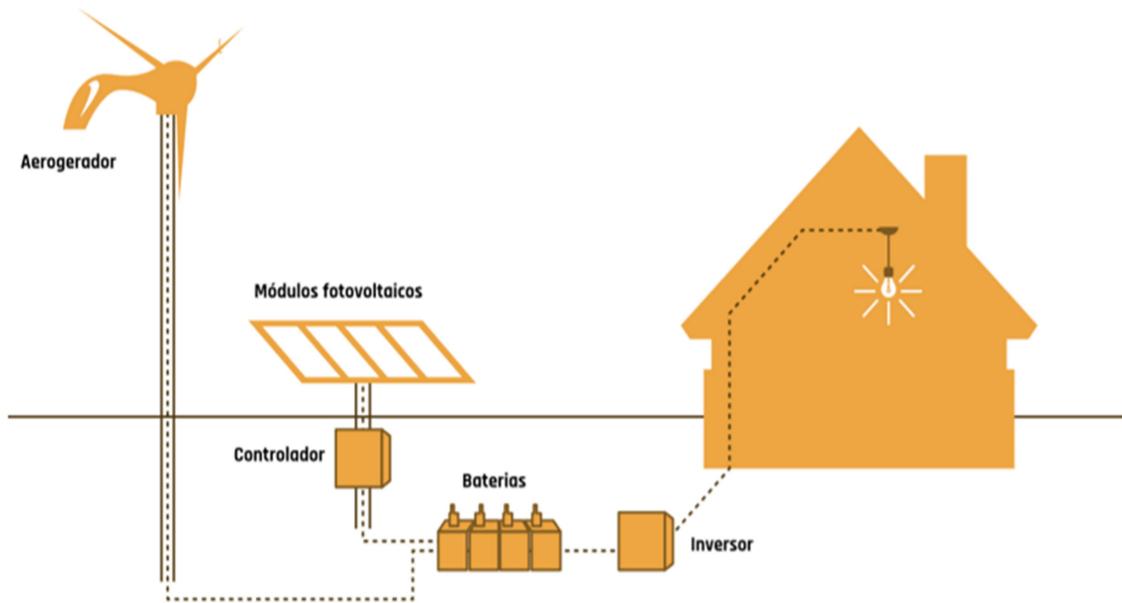 Aerogerador
Módulos fotovoltaicos
Controlador
Baterias
Inversor